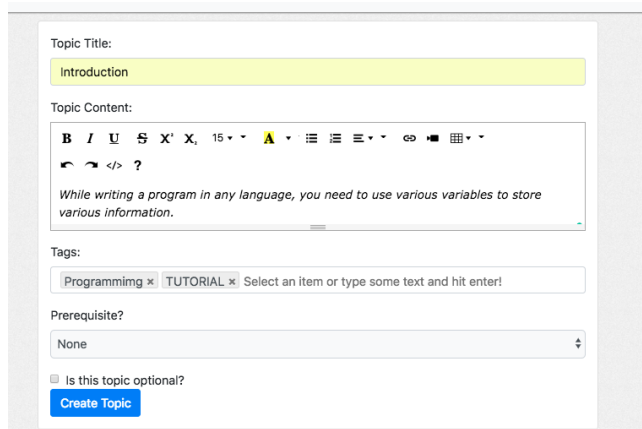 Topic Title:
Introduction
Topic Content:
B I U S X² X₂ 15 A
</> ?
While writing a program in any language, you need to use various variables to store
various information.
Tags:
Programmimg × TUTORIAL × Select an item or type some text and hit enter!
Prerequisite?
None
Is this topic optional?
Create Topic